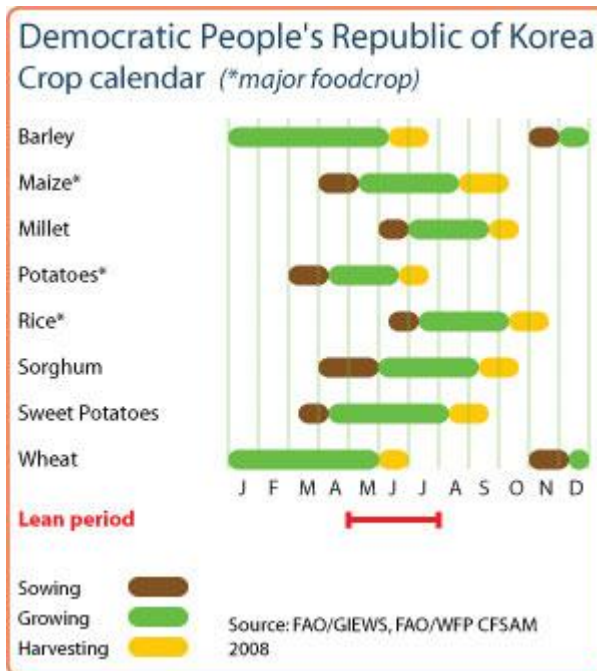 Democratic People's Republic of Korea
Crop calendar (*major foodcrop)
Barley
Maize*
Millet
Potatoes*
Rice*
Sorghum
Sweet Potatoes
Wheat
J F M A M J J A S O N D
Lean period
Sowing
Growing
Harvesting
Source: FAO/GIEWS, FAO/WFP CFSAM
2008